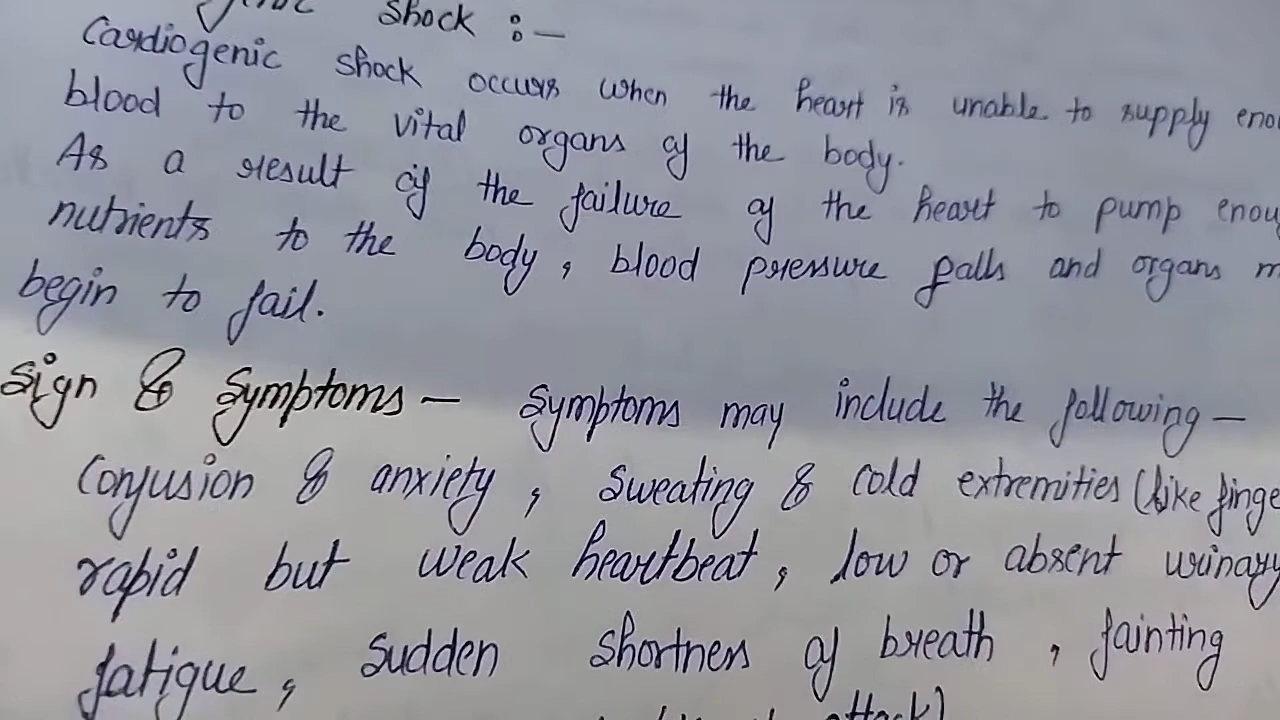 Shock :-
Cardiogenic shock occurs when the heart is unable to supply
blood to the vital organs of the body.
As a result of the failure of the heart to pump
nutrients to the body, blood pressure falls and organs
begin to fail.
Sign & Symptoms - Symptoms may include the following -
Confusion & anxiety, Sweating & cold extremities (like
rapid but weak heartbeat, low or absent urinary
fatigue, sudden shortness of breath, fainting